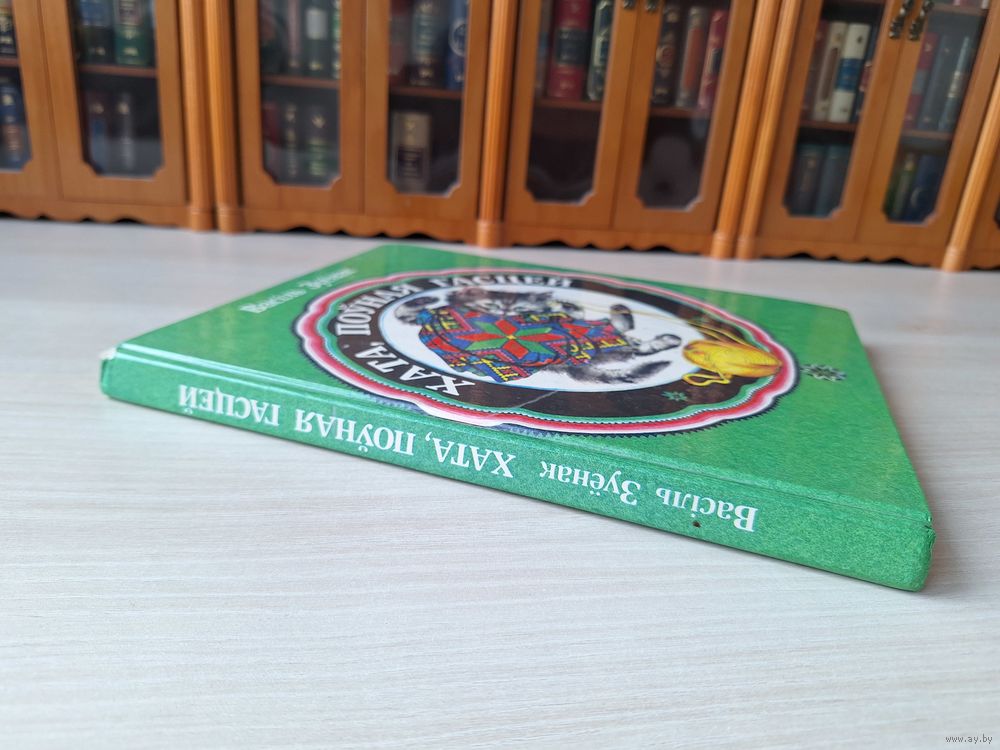 Васіль Зуёнак
ХАТА, ПОЎНАЯ ГАСЦЕЙ
Васіль Зуёнак ХАТА, ПОЎНАЯ ГАСЦЕЙ
www.ay.by